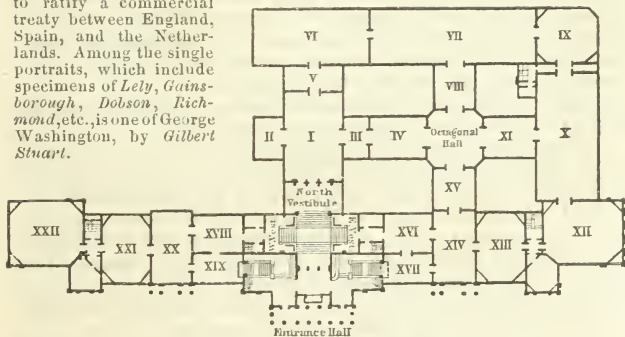 to ratify a commercial
treaty between England,
Spain, and the Nether-
lands. Among the single
portraits, which include
specimens of Lely, Gains-
borough, Dobson, Rich-
mond, etc., is one of George
Washington, by Gilbert
Stuart.
VI
VII
IX
V
VIII
II
I
III
IV
Octagonal
Hall
XI
X
North
Vestibule
XV
XXII
XXI
XX
XVIII
W.Vest.
E.Vest.
XVI
XIV
XIII
XII
XIX
XVII
Entrance Hall